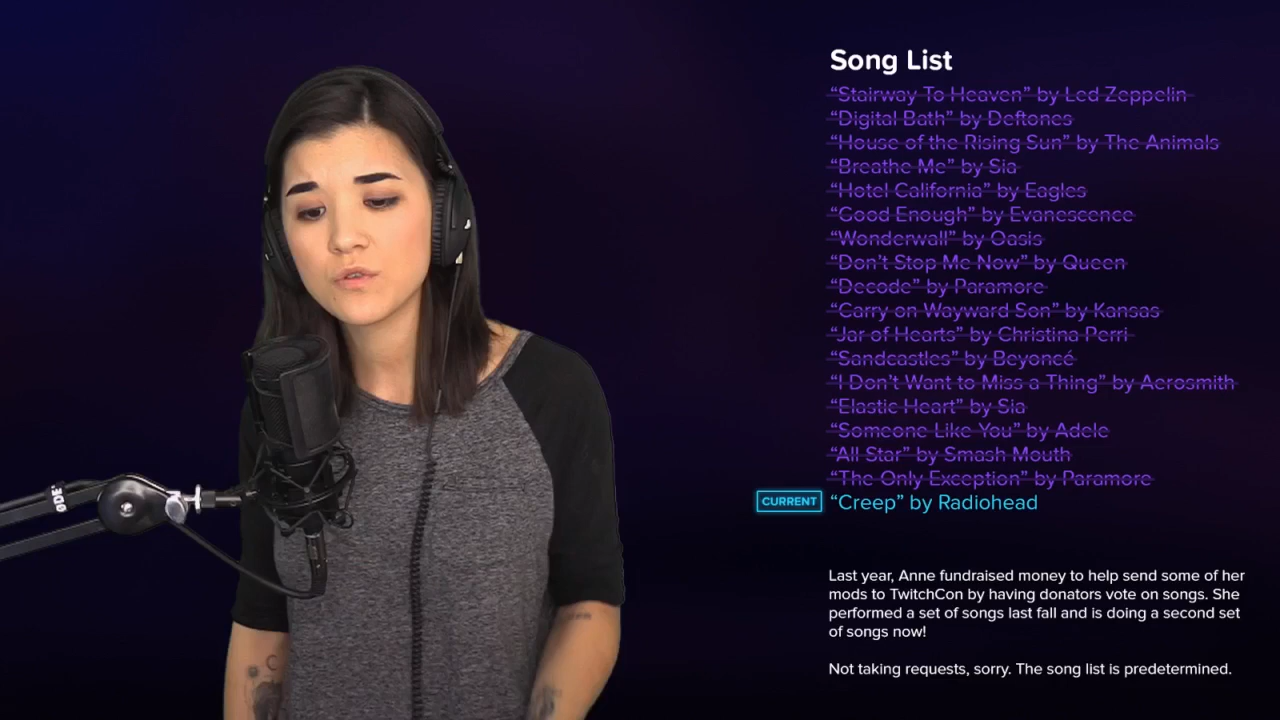 Song List
“Stairway To Heaven” by Led Zeppelin
“Digital Bath” by Deftones
“House of the Rising Sun” by The Animals
“Breathe Me” by Sia
“Hotel California” by Eagles
“Good Enough” by Evanescence
“Wonderwall” by Oasis
“Don’t Stop Me Now” by Queen
“Decode” by Paramore
“Carry on Wayward Son” by Kansas
“Jar of Hearts” by Christina Perri
“Sandcastles” by Beyoncé
“I Don’t Want to Miss a Thing” by Aerosmith
“Elastic Heart” by Sia
“Someone Like You” by Adele
“All Star” by Smash Mouth
“The Only Exception” by Paramore
CURRENT “Creep” by Radiohead
Last year, Anne fundraised money to help send some of her
mods to TwitchCon by having donators vote on songs. She
performed a set of songs last fall and is doing a second set
of songs now!
Not taking requests, sorry. The song list is predetermined.
RØDE